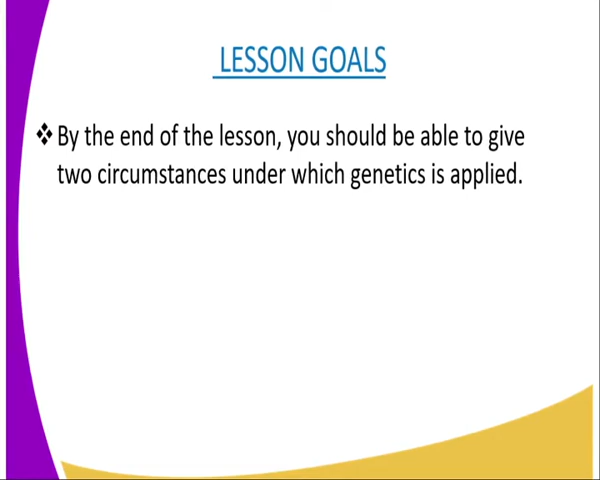 LESSON GOALS
❖ By the end of the lesson, you should be able to give
two circumstances under which genetics is applied.